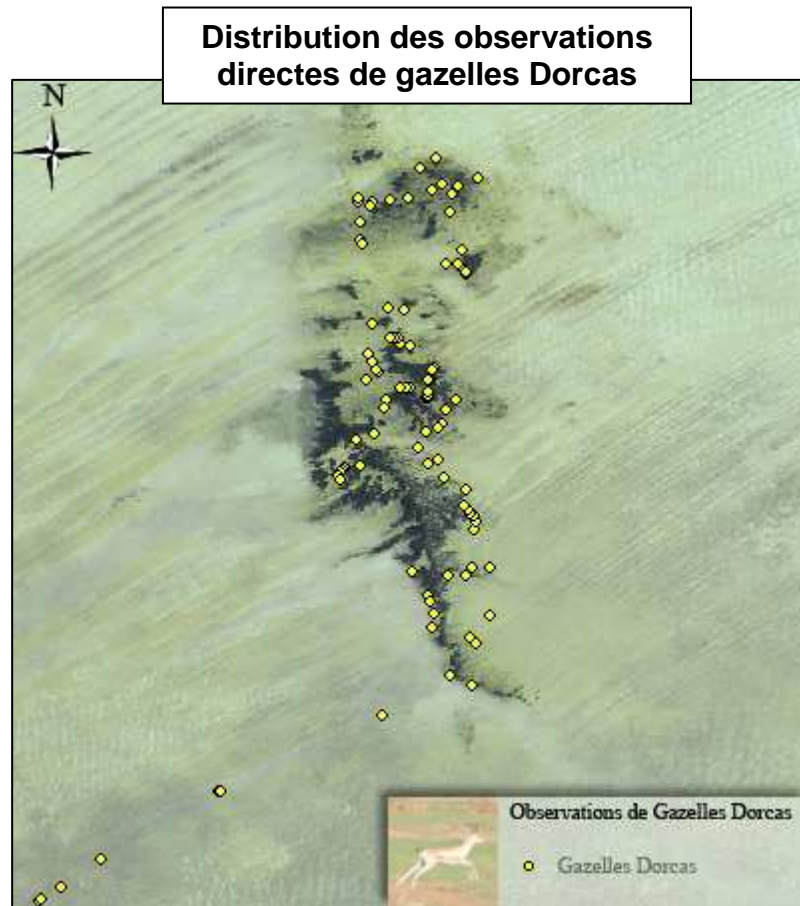 Distribution des observations
directes de gazelles Dorcas
N
Observations de Gazelles Dorcas
Gazelles Dorcas